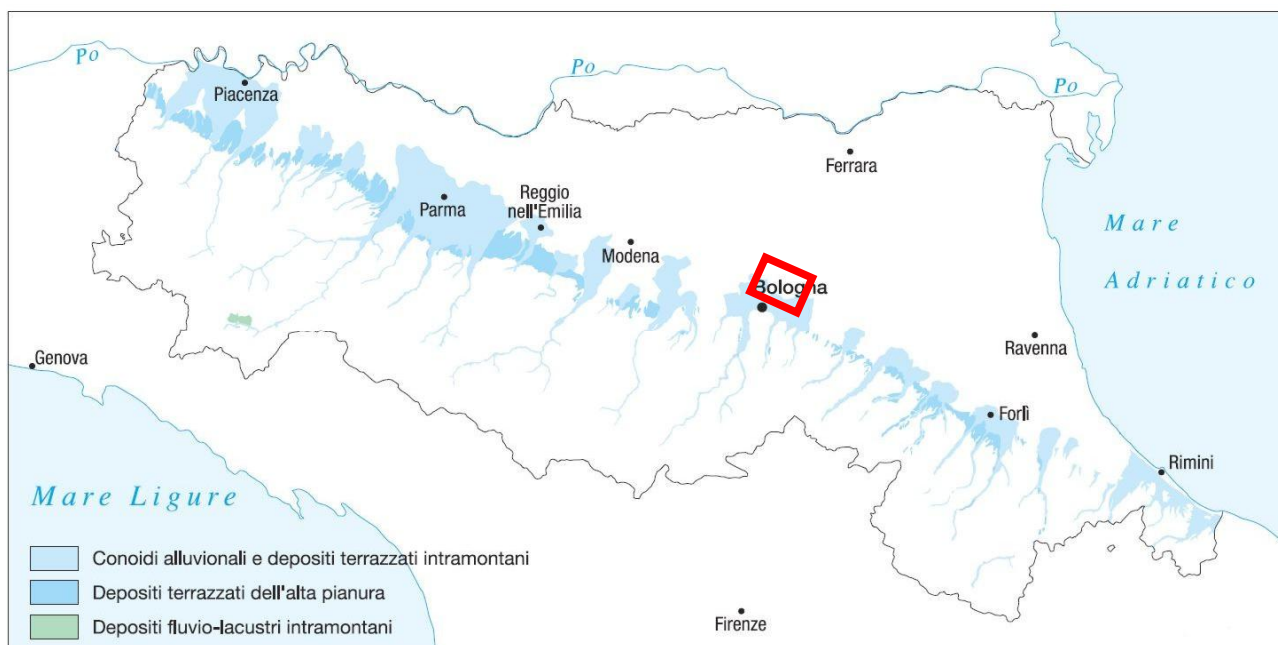 Po
Piacenza
Po
Po
Ferrara
Parma
Reggio
nell'Emilia
Modena
Mare
Adriatico
Bologna
Ravenna
Genova
Forlì
Rimini
Mare Ligure
Conoidi alluvionali e depositi terrazzati intramontani
Depositi terrazzati dell'alta pianura
Depositi fluvio-lacustri intramontani
Firenze